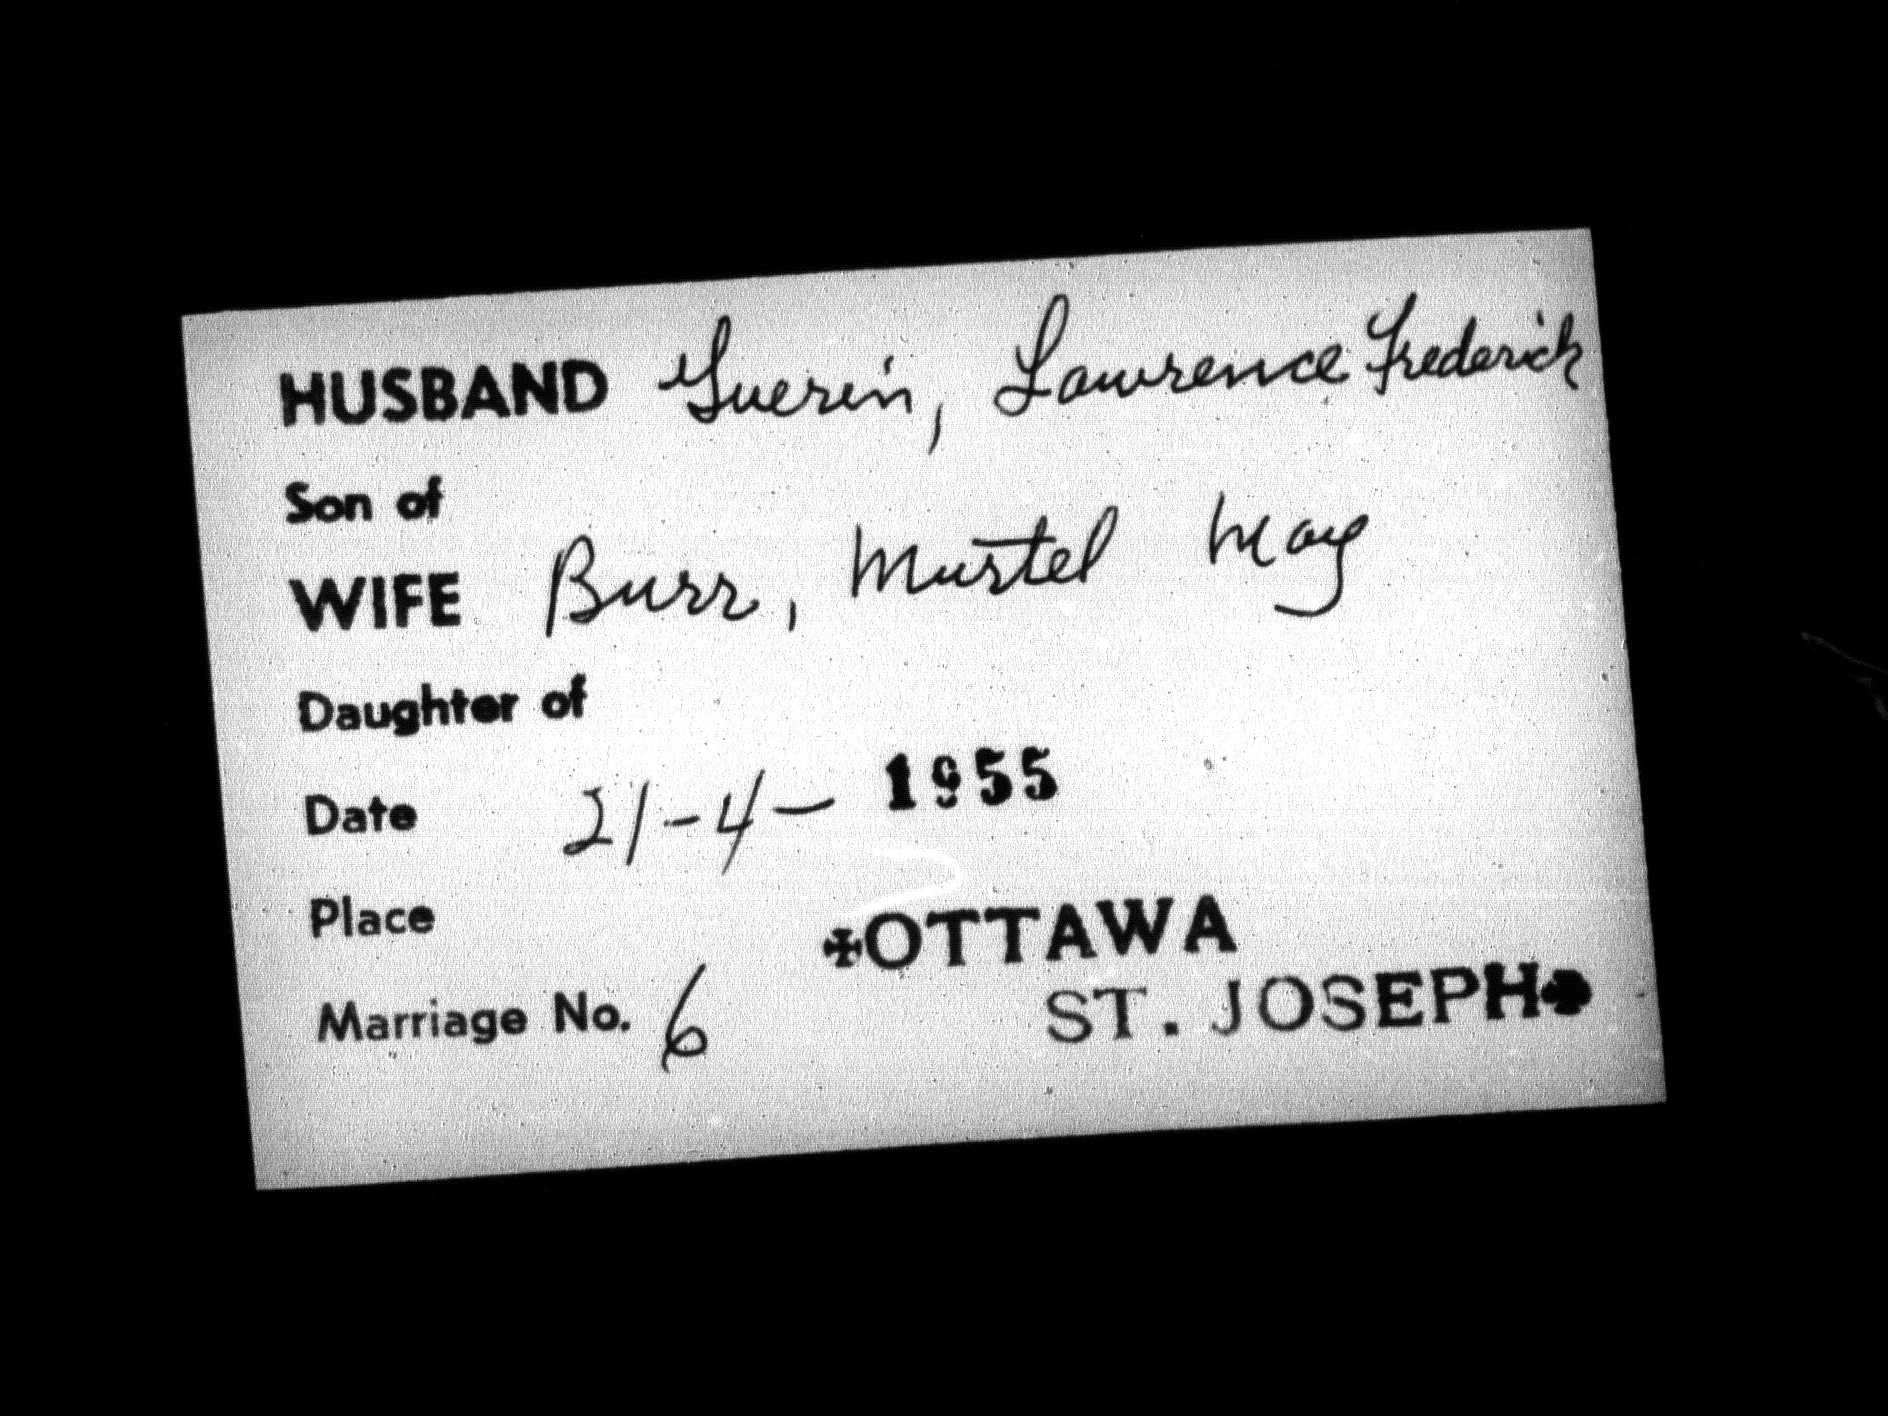 HUSBAND Guerin, Lawrence Frederick
Son of
WIFE Burr, Murtel May
Daughter of
Date 21-4- 1955
Place
✠OTTAWA
Marriage No. 6 ST. JOSEPH